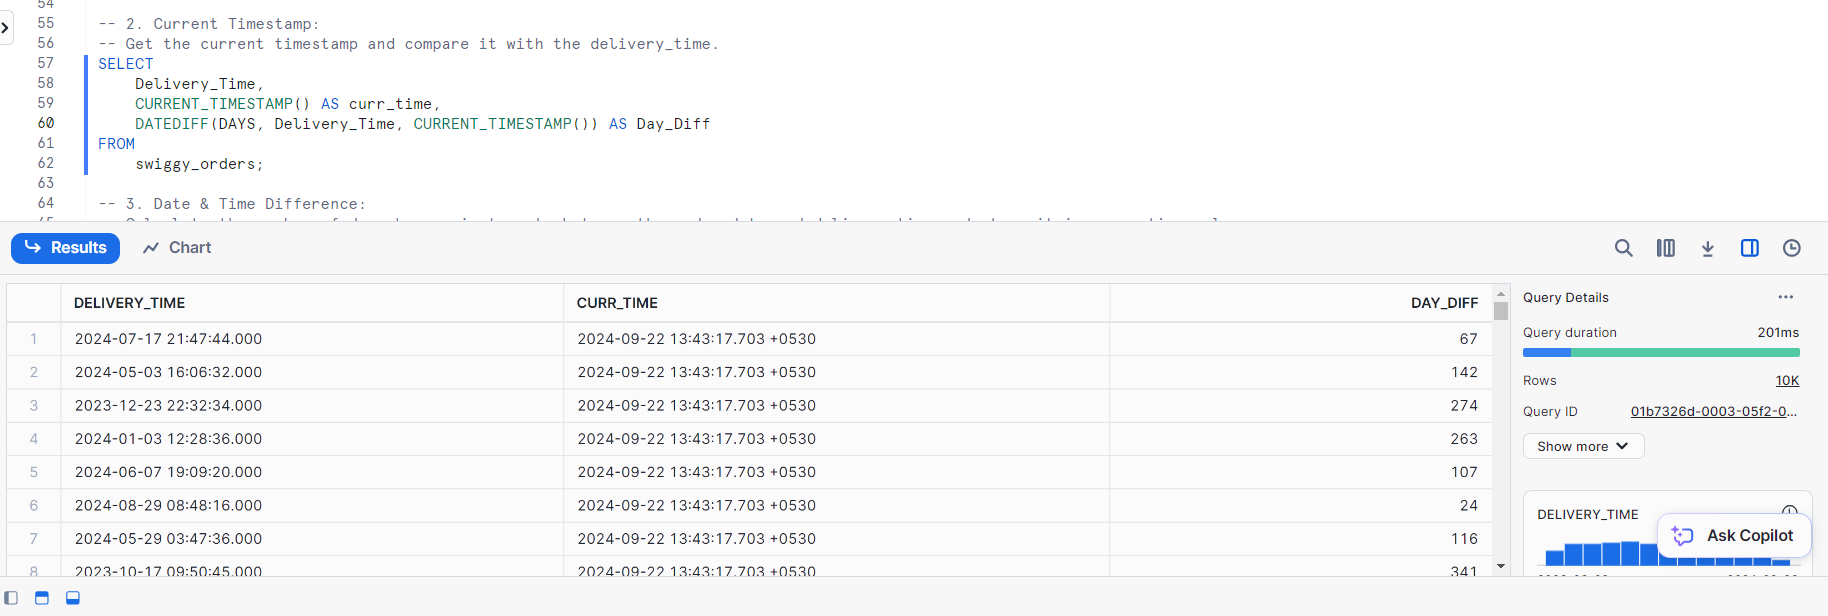 54
55 -- 2. Current Timestamp:
56 -- Get the current timestamp and compare it with the delivery_time.
57 SELECT
58 Delivery_Time,
59 CURRENT_TIMESTAMP() AS curr_time,
60 DATEDIFF(DAYS, Delivery_Time, CURRENT_TIMESTAMP()) AS Day_Diff
61 FROM
62 swiggy_orders;
63
64 -- 3. Date & Time Difference:
Results Chart
DELIVERY_TIME CURR_TIME DAY_DIFF
1 2024-07-17 21:47:44.000 2024-09-22 13:43:17.703 +0530 67
2 2024-05-03 16:06:32.000 2024-09-22 13:43:17.703 +0530 142
3 2023-12-23 22:32:34.000 2024-09-22 13:43:17.703 +0530 274
4 2024-01-03 12:28:36.000 2024-09-22 13:43:17.703 +0530 263
5 2024-06-07 19:09:20.000 2024-09-22 13:43:17.703 +0530 107
6 2024-08-29 08:48:16.000 2024-09-22 13:43:17.703 +0530 24
7 2024-05-29 03:47:36.000 2024-09-22 13:43:17.703 +0530 116
8 2023-10-17 09:50:45.000 2024-09-22 13:43:17.703 +0530 341
Query Details ...
Query duration 201ms
Rows 10K
Query ID 01b7326d-0003-05f2-0...
Show more
DELIVERY_TIME
Ask Copilot